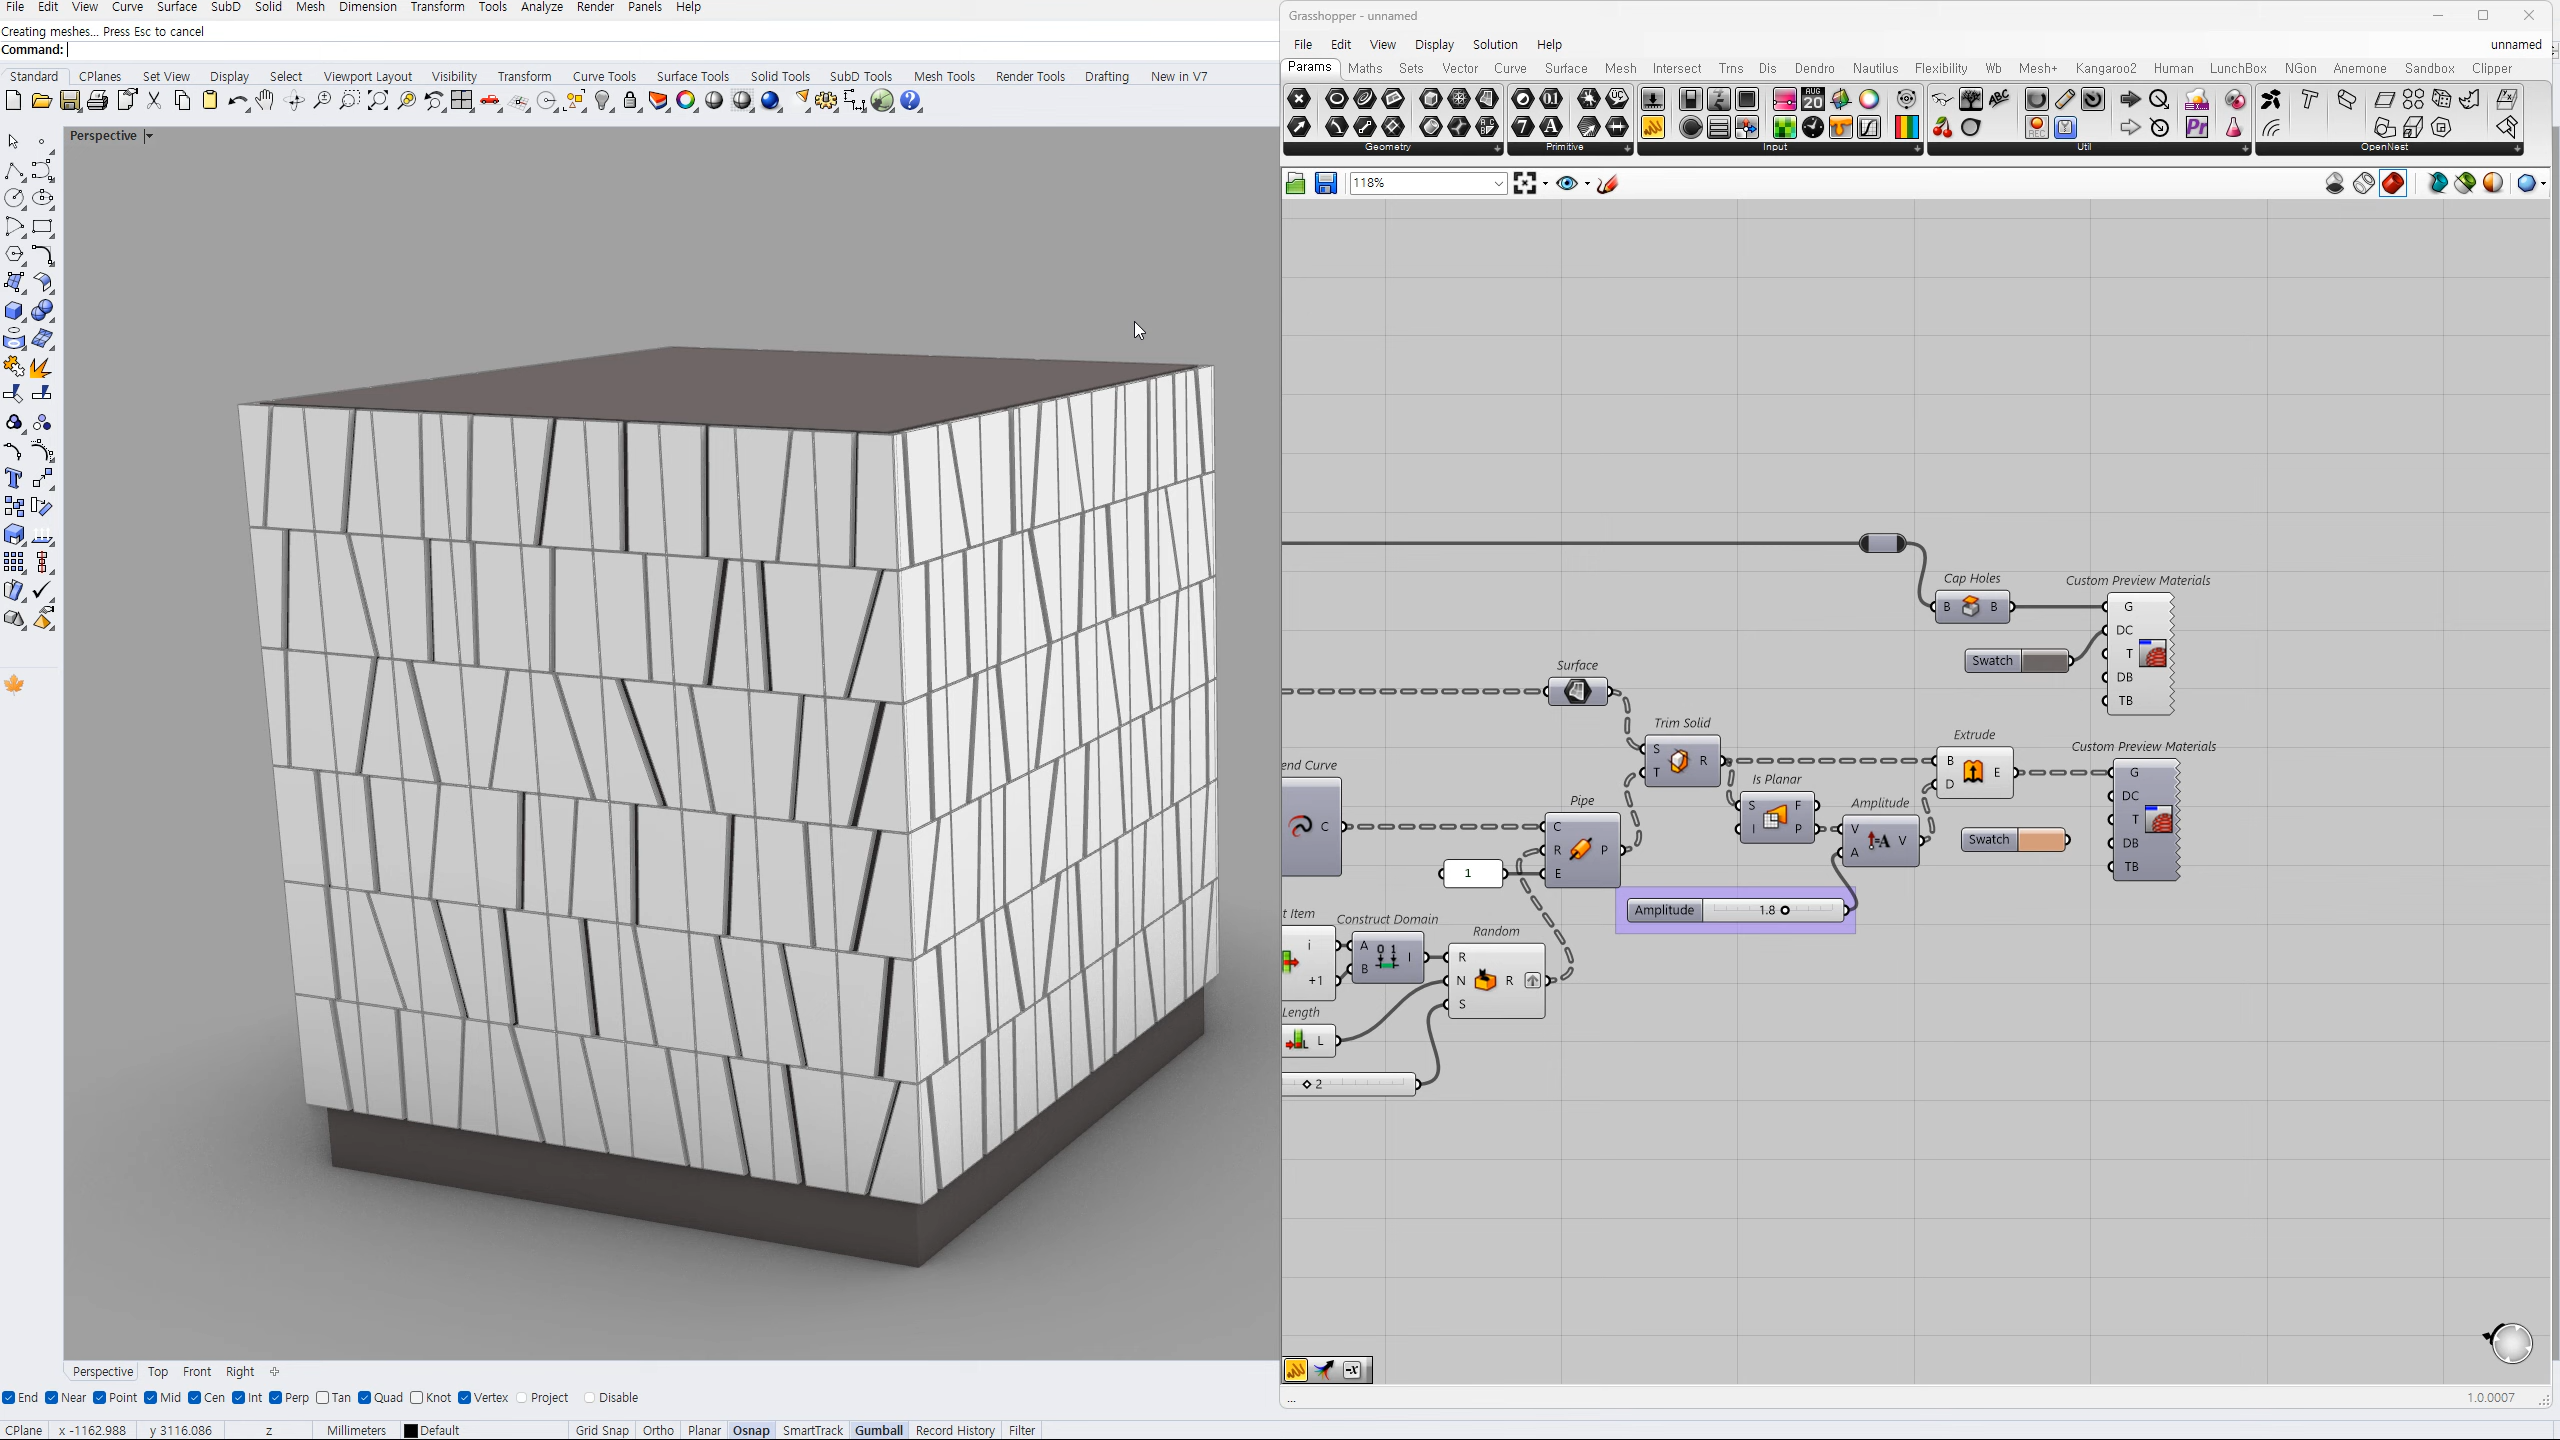 File Edit View Curve Surface SubD Solid Mesh Dimension Transform Tools Analyze Render Panels Help
Creating meshes... Press Esc to cancel
Command:
Standard CPlanes Set View Display Select Viewport Layout Visibility Transform Curve Tools Surface Tools Solid Tools SubD Tools Mesh Tools Render Tools Drafting New in V7
Perspective
Grasshopper - unnamed
File Edit View Display Solution Help unnamed
Params Maths Sets Vector Curve Surface Mesh Intersect Trns Dis Dendro Nautilus Flexibility Wb Mesh+ Kangaroo2 Human LunchBox NGon Anemone Sandbox Clipper
Geometry Primitive Input Util OpenNest
118%
Cap Holes
B B
Custom Preview Materials
G
DC
T
DB
TB
Swatch
Surface
Trim Solid
S R
T
Extrude
B E
D
Custom Preview Materials
G
DC
T
DB
TB
Is Planar
S F
I P
Amplitude
V V
A
Swatch
end Curve
C
Pipe
C
R P
E
1
Amplitude 1.8
t Item
i
+1
Construct Domain
A I
B
Random
R
N R
S
Length
L
2
1.0.0007
...
Perspective Top Front Right
End Near Point Mid Cen Int Perp Tan Quad Knot Vertex Project Disable
CPlane x -1162.988 y 3116.086 z Millimeters Default Grid Snap Ortho Planar Osnap SmartTrack Gumball Record History Filter